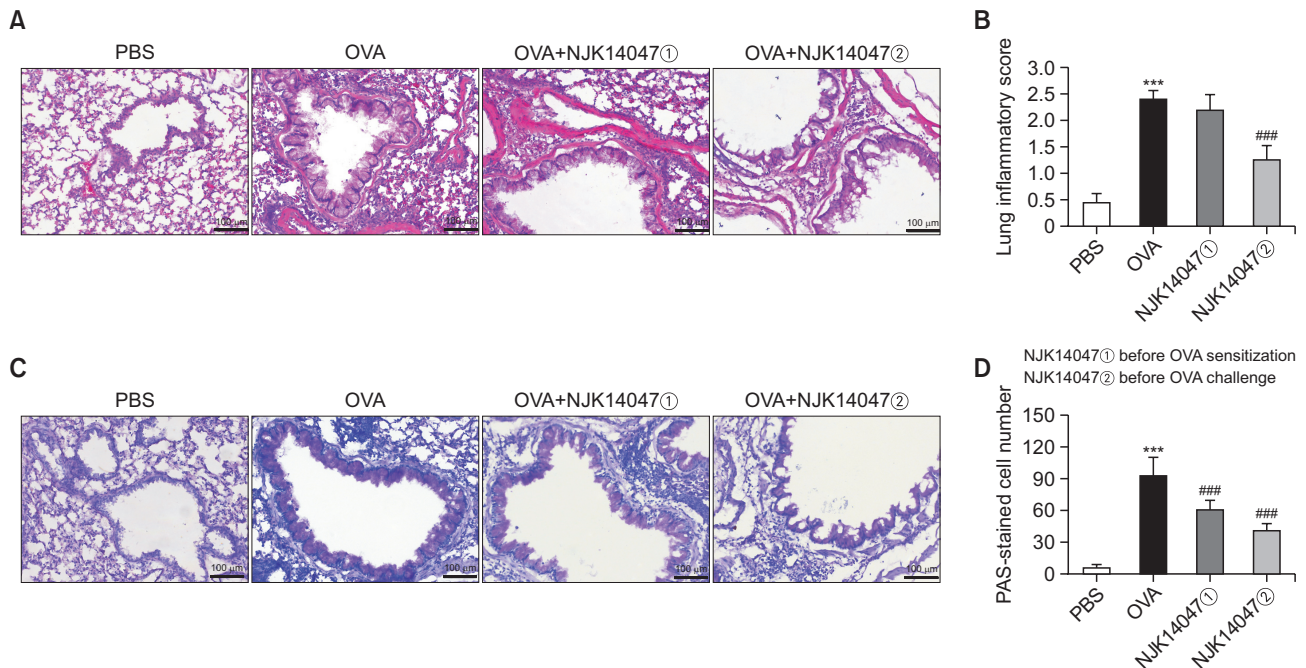 A
PBS
OVA
OVA+NJK14047①
OVA+NJK14047②
100 μm
100 μm
100 μm
100 μm
B
Lung inflammatory score
3.0
2.5
2.0
1.5
1.0
0.5
0
***
###
PBS
OVA
NJK14047①
NJK14047②
NJK14047① before OVA sensitization
NJK14047② before OVA challenge
C
PBS
OVA
OVA+NJK14047①
OVA+NJK14047②
100 μm
100 μm
100 μm
100 μm
D
PAS-stained cell number
150
120
90
60
30
0
***
###
###
PBS
OVA
NJK14047①
NJK14047②